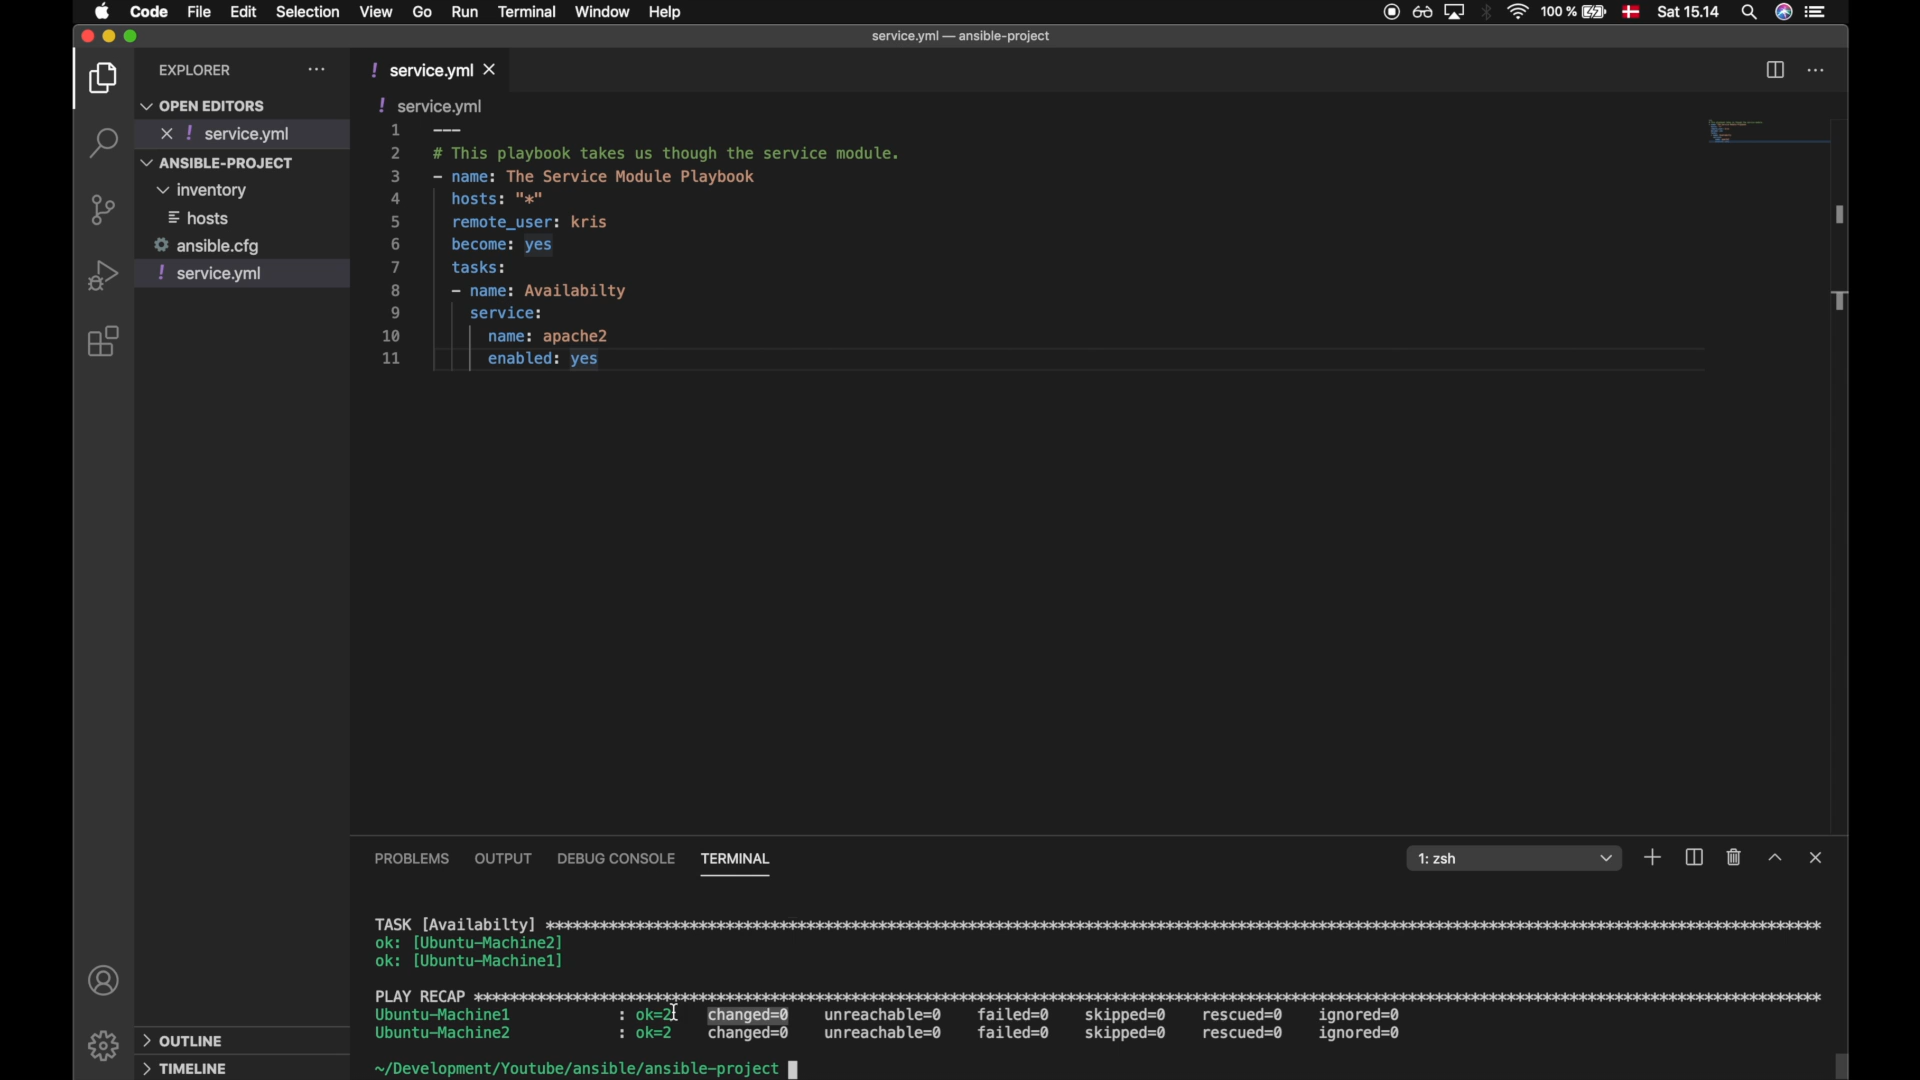 Code File Edit Selection View Go Run Terminal Window Help 100 % Sat 15.14
service.yml — ansible-project
EXPLORER
OPEN EDITORS
service.yml
ANSIBLE-PROJECT
inventory
hosts
ansible.cfg
service.yml
OUTLINE
TIMELINE
! service.yml
! service.yml
1 ---
2 # This playbook takes us though the service module.
3 - name: The Service Module Playbook
4 hosts: "*"
5 remote_user: kris
6 become: yes
7 tasks:
8 - name: Availabilty
9 service:
10 name: apache2
11 enabled: yes
PROBLEMS OUTPUT DEBUG CONSOLE TERMINAL 1: zsh
TASK [Availabilty] ********************************************************************************************************************************************
ok: [Ubuntu-Machine2]
ok: [Ubuntu-Machine1]
PLAY RECAP ****************************************************************************************************************************************************
Ubuntu-Machine1 : ok=2 changed=0 unreachable=0 failed=0 skipped=0 rescued=0 ignored=0
Ubuntu-Machine2 : ok=2 changed=0 unreachable=0 failed=0 skipped=0 rescued=0 ignored=0
~/Development/Youtube/ansible/ansible-project